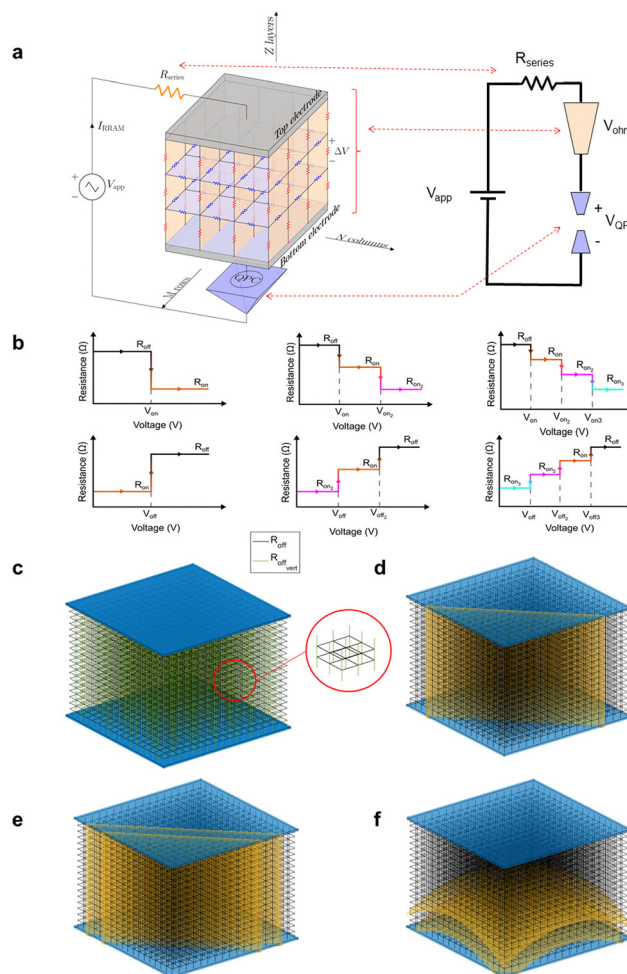 a
Z layers
R_series
Top electrode
I_RRAM
+
V_app
−
+
ΔV
−
Bottom electrode
N columns
QPC
M rows
R_series
V_ohm
V_app
+
V_QP
-
b
Resistance (Ω)
R_off
R_on
V_on
Voltage (V)
Resistance (Ω)
R_off
R_on
R_on2
V_on
V_on2
Voltage (V)
Resistance (Ω)
R_off
R_on
R_on2
R_on3
V_on
V_on2
V_on3
Voltage (V)
Resistance (Ω)
R_on
R_off
V_off
Voltage (V)
Resistance (Ω)
R_on2
R_on
R_off
V_off
V_off2
Voltage (V)
Resistance (Ω)
R_on3
R_on2
R_on
R_off
V_off
V_off2
V_off3
Voltage (V)
R_off
R_off_vert
c
d
e
f